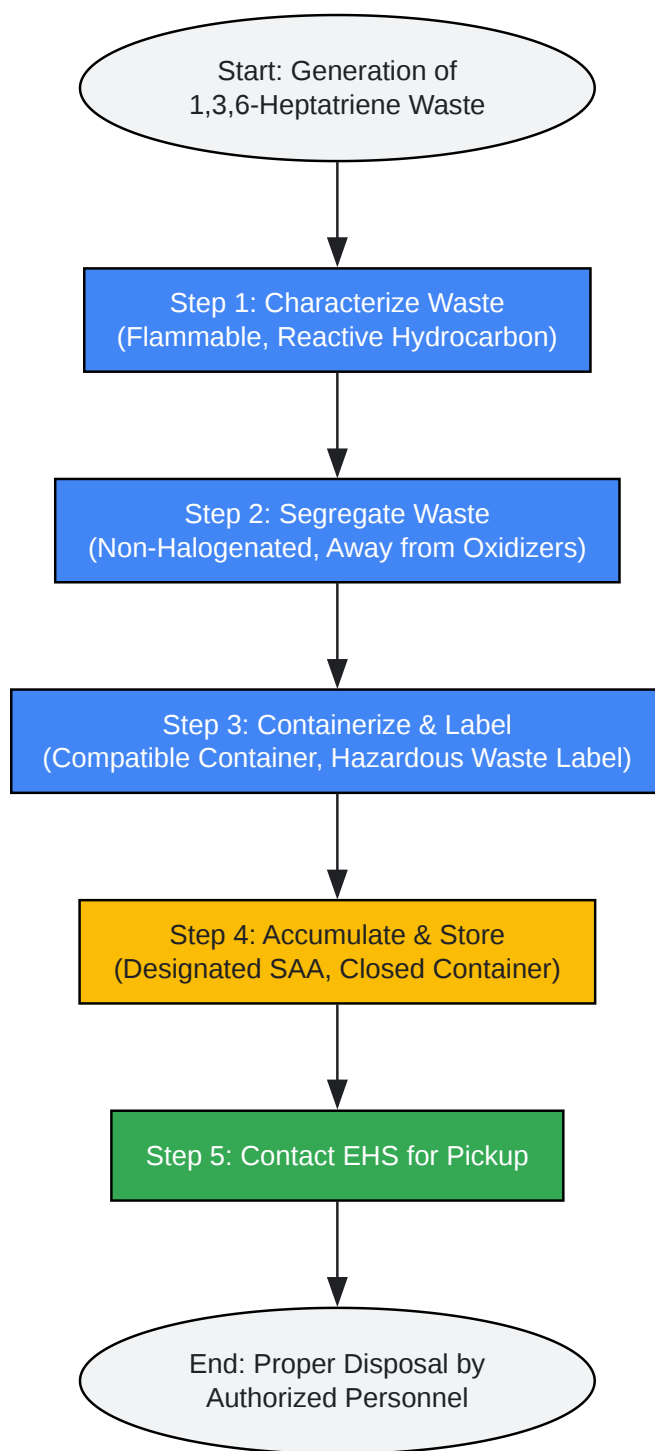 Start: Generation of
1,3,6-Heptatriene Waste
Step 1: Characterize Waste
(Flammable, Reactive Hydrocarbon)
Step 2: Segregate Waste
(Non-Halogenated, Away from Oxidizers)
Step 3: Containerize & Label
(Compatible Container, Hazardous Waste Label)
Step 4: Accumulate & Store
(Designated SAA, Closed Container)
Step 5: Contact EHS for Pickup
End: Proper Disposal by
Authorized Personnel